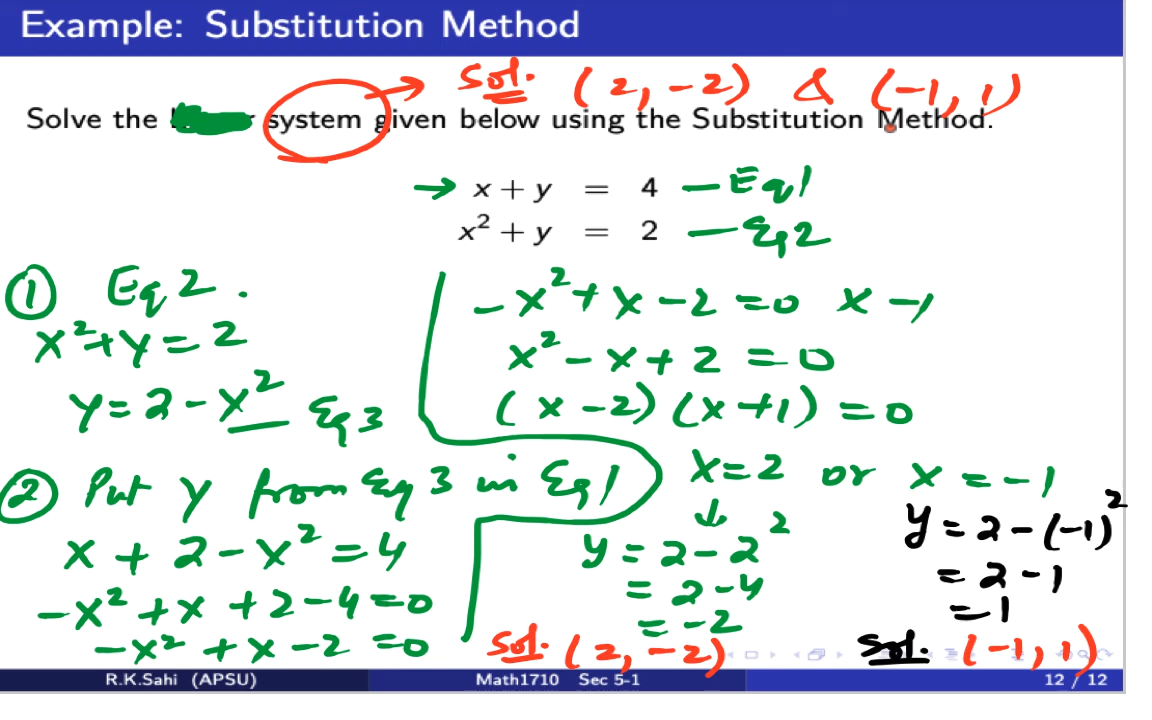 Example: Substitution Method
Sol. (2,-2) & (-1,1)
Solve the system given below using the Substitution Method.
→ x + y = 4 — Eq1
x² + y = 2 — Eq2
① Eq 2.
x²+y=2
y=2-x² Eq3
② Put y from Eq 3 in Eq1
x + 2 - x² = 4
-x² + x + 2 - 4 = 0
-x² + x - 2 = 0
-x² + x - 2 = 0 x -1
x² - x + 2 = 0
(x - 2) (x + 1) = 0
x = 2 or x = -1
↓
y = 2 - 2²
= 2 - 4
= -2
Sol. (2, -2)
y = 2 - (-1)²
= 2 - 1
= 1
Sol. (-1, 1)
R.K.Sahi (APSU) Math1710 Sec 5-1 12 / 12